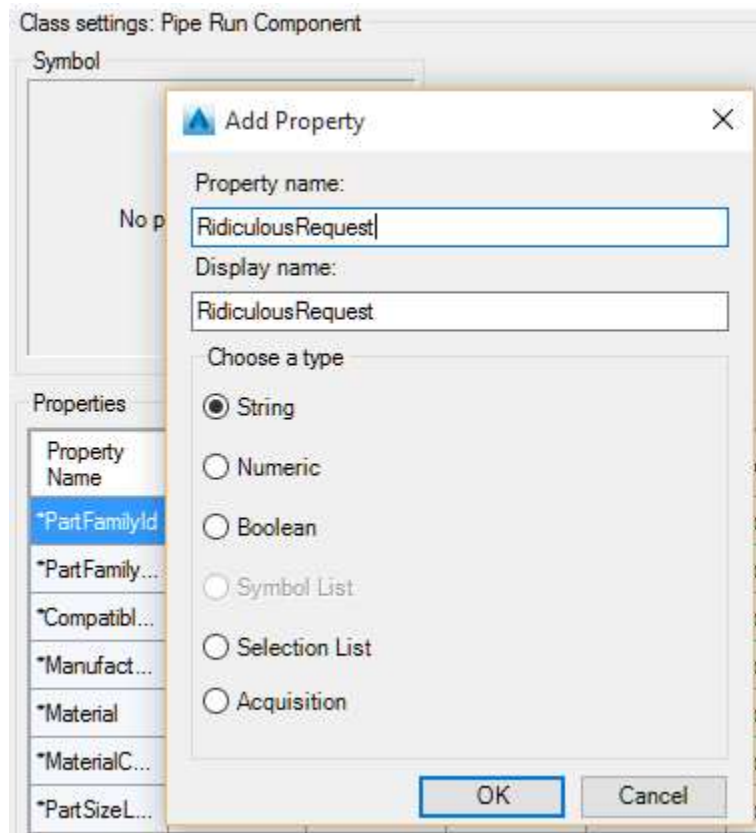 Class settings: Pipe Run Component
Symbol
No p
Add Property
Property name:
RidiculousRequest
Display name:
RidiculousRequest
Choose a type
String
Numeric
Boolean
Symbol List
Selection List
Acquisition
OK Cancel
Properties
Property
Name
*PartFamilyId
*PartFamily...
*Compatibl...
*Manufact...
*Material
*MaterialC...
*PartSizeL...